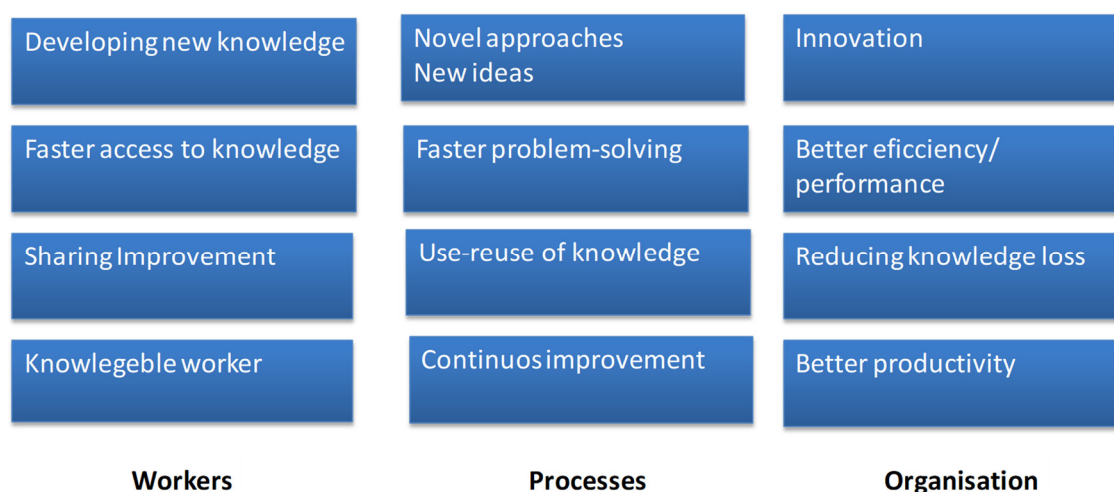 Developing new knowledge
Novel approaches
New ideas
Innovation
Faster access to knowledge
Faster problem-solving
Better eficciency/
performance
Sharing Improvement
Use-reuse of knowledge
Reducing knowledge loss
Knowlegeble worker
Continuos improvement
Better productivity
Workers
Processes
Organisation